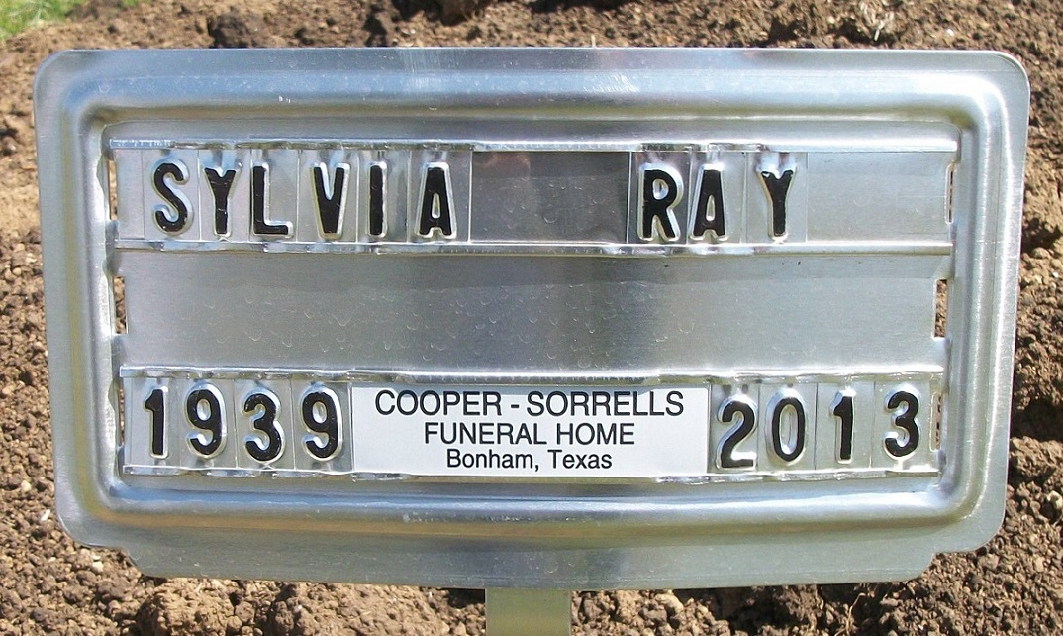 SYLVIA RAY
1939 COOPER - SORRELLS 2013
FUNERAL HOME
Bonham, Texas